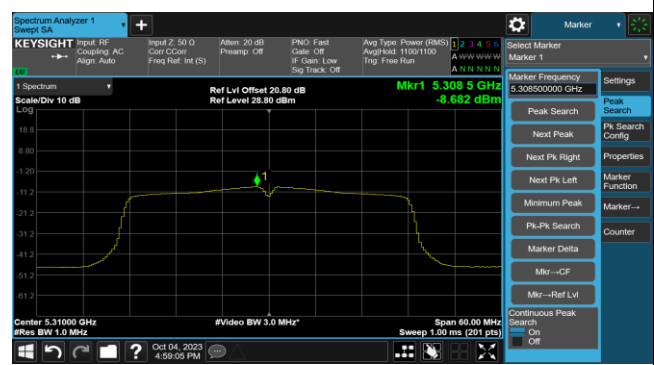 Spectrum Analyzer 1
Swept SA
Marker
KEYSIGHT
Input: RF
Coupling: AC
Align: Auto
Input Z: 50 Ω
Corr CCorr
Freq Ref: Int (S)
Atten: 20 dB
Preamp: Off
PNO: Fast
Gate: Off
IF Gain: Low
Sig Track: Off
Avg Type: Power (RMS)
Avg|Hold: 1100/1100
Trig: Free Run
1 2 3 4 5 6
A W W W W W
A N N N N N
Select Marker
Marker 1
LXI
1 Spectrum
Scale/Div 10 dB
Log
Ref Lvl Offset 20.80 dB
Ref Level 28.80 dBm
Mkr1 5.308 5 GHz
-8.682 dBm
18.8
8.80
-1.20
-11.2
-21.2
-31.2
-41.2
-51.2
-61.2
1
Center 5.31000 GHz
#Res BW 1.0 MHz
#Video BW 3.0 MHz*
Span 60.00 MHz
Sweep 1.00 ms (201 pts)
Marker Frequency
5.308500000 GHz
Peak Search
Next Peak
Next Pk Right
Next Pk Left
Minimum Peak
Pk-Pk Search
Marker Delta
Mkr→CF
Mkr→Ref Lvl
Continuous Peak
Search
On
Off
Settings
Peak
Search
Pk Search
Config
Properties
Marker
Function
Marker→
Counter
Oct 04, 2023
4:59:05 PM